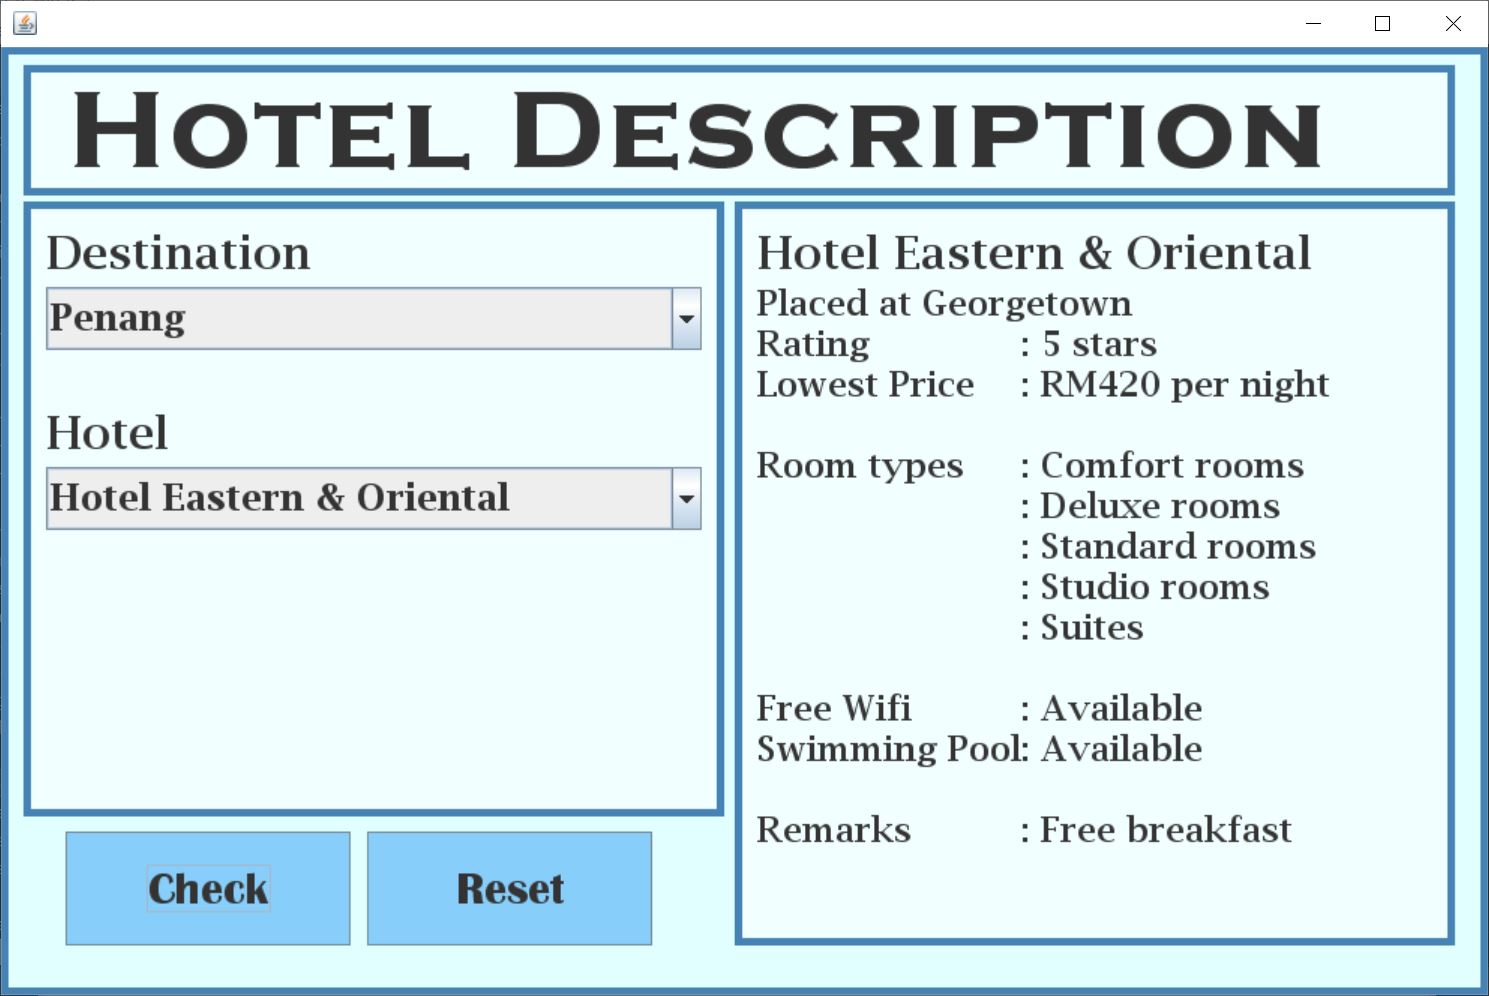 Hotel Description
Destination
Penang
Hotel
Hotel Eastern & Oriental
Check
Reset
Hotel Eastern & Oriental
Placed at Georgetown
Rating : 5 stars
Lowest Price : RM420 per night
Room types : Comfort rooms
: Deluxe rooms
: Standard rooms
: Studio rooms
: Suites
Free Wifi : Available
Swimming Pool: Available
Remarks : Free breakfast